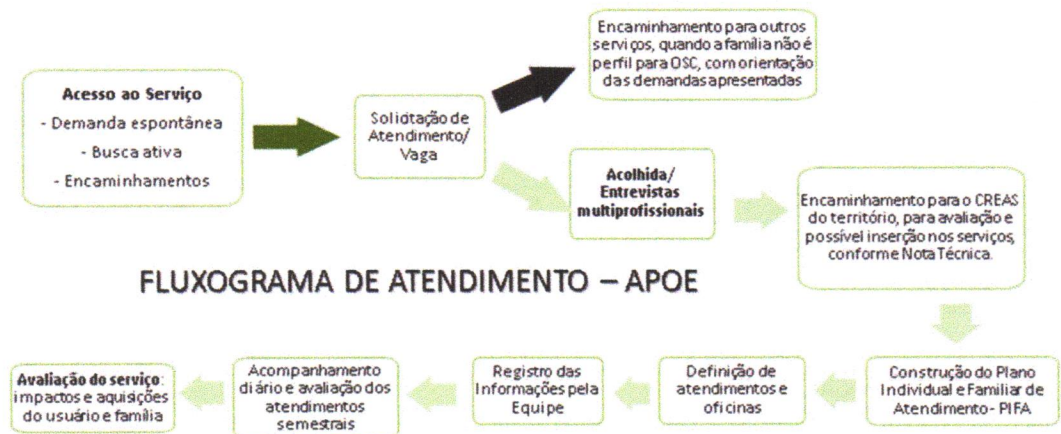 Acesso ao Serviço
- Demanda espontânea
- Busca ativa
- Encaminhamentos
Solicitação de
Atendimento/
Vaga
Encaminhamento para outros
serviços, quando a família não é
perfil para OSC, com orientação
das demandas apresentadas
Acolhida/
Entrevistas
multiprofissionais
Encaminhamento para o CREAS
do território, para avaliação e
possível inserção nos serviços,
conforme Nota Técnica.
FLUXOGRAMA DE ATENDIMENTO – APOE
Construção do Plano
Individual e Familiar de
Atendimento- PIFA
Definição de
atendimentos e
oficinas
Registro das
Informações pela
Equipe
Acompanhamento
diário e avaliação dos
atendimentos
semestrais
Avaliação do serviço:
impactos e aquisições
do usuário e família